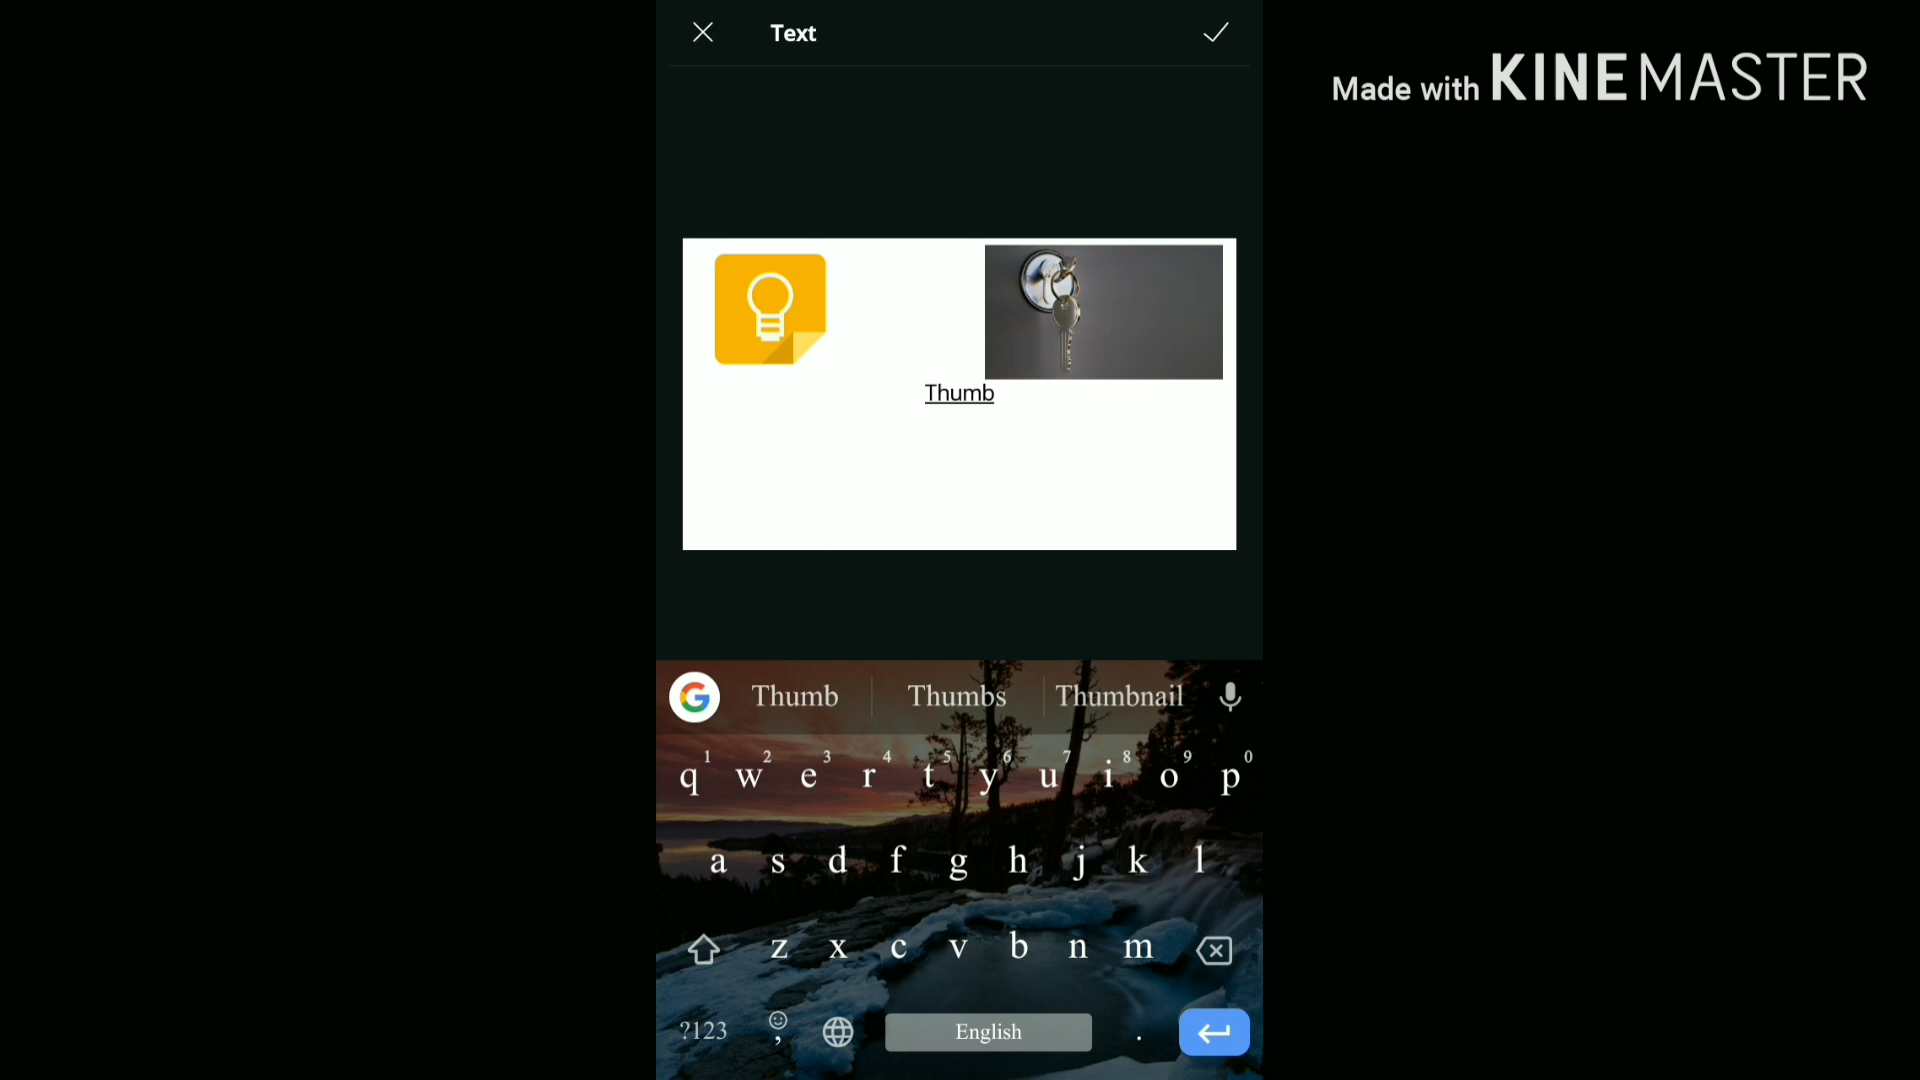 Text
Made with KINEMASTER
Thumb
Thumb Thumbs Thumbnail
1 2 3 4 5 6 7 8 9 0
q w e r t y u i o p
a s d f g h j k l
z x c v b n m
?123 , English .